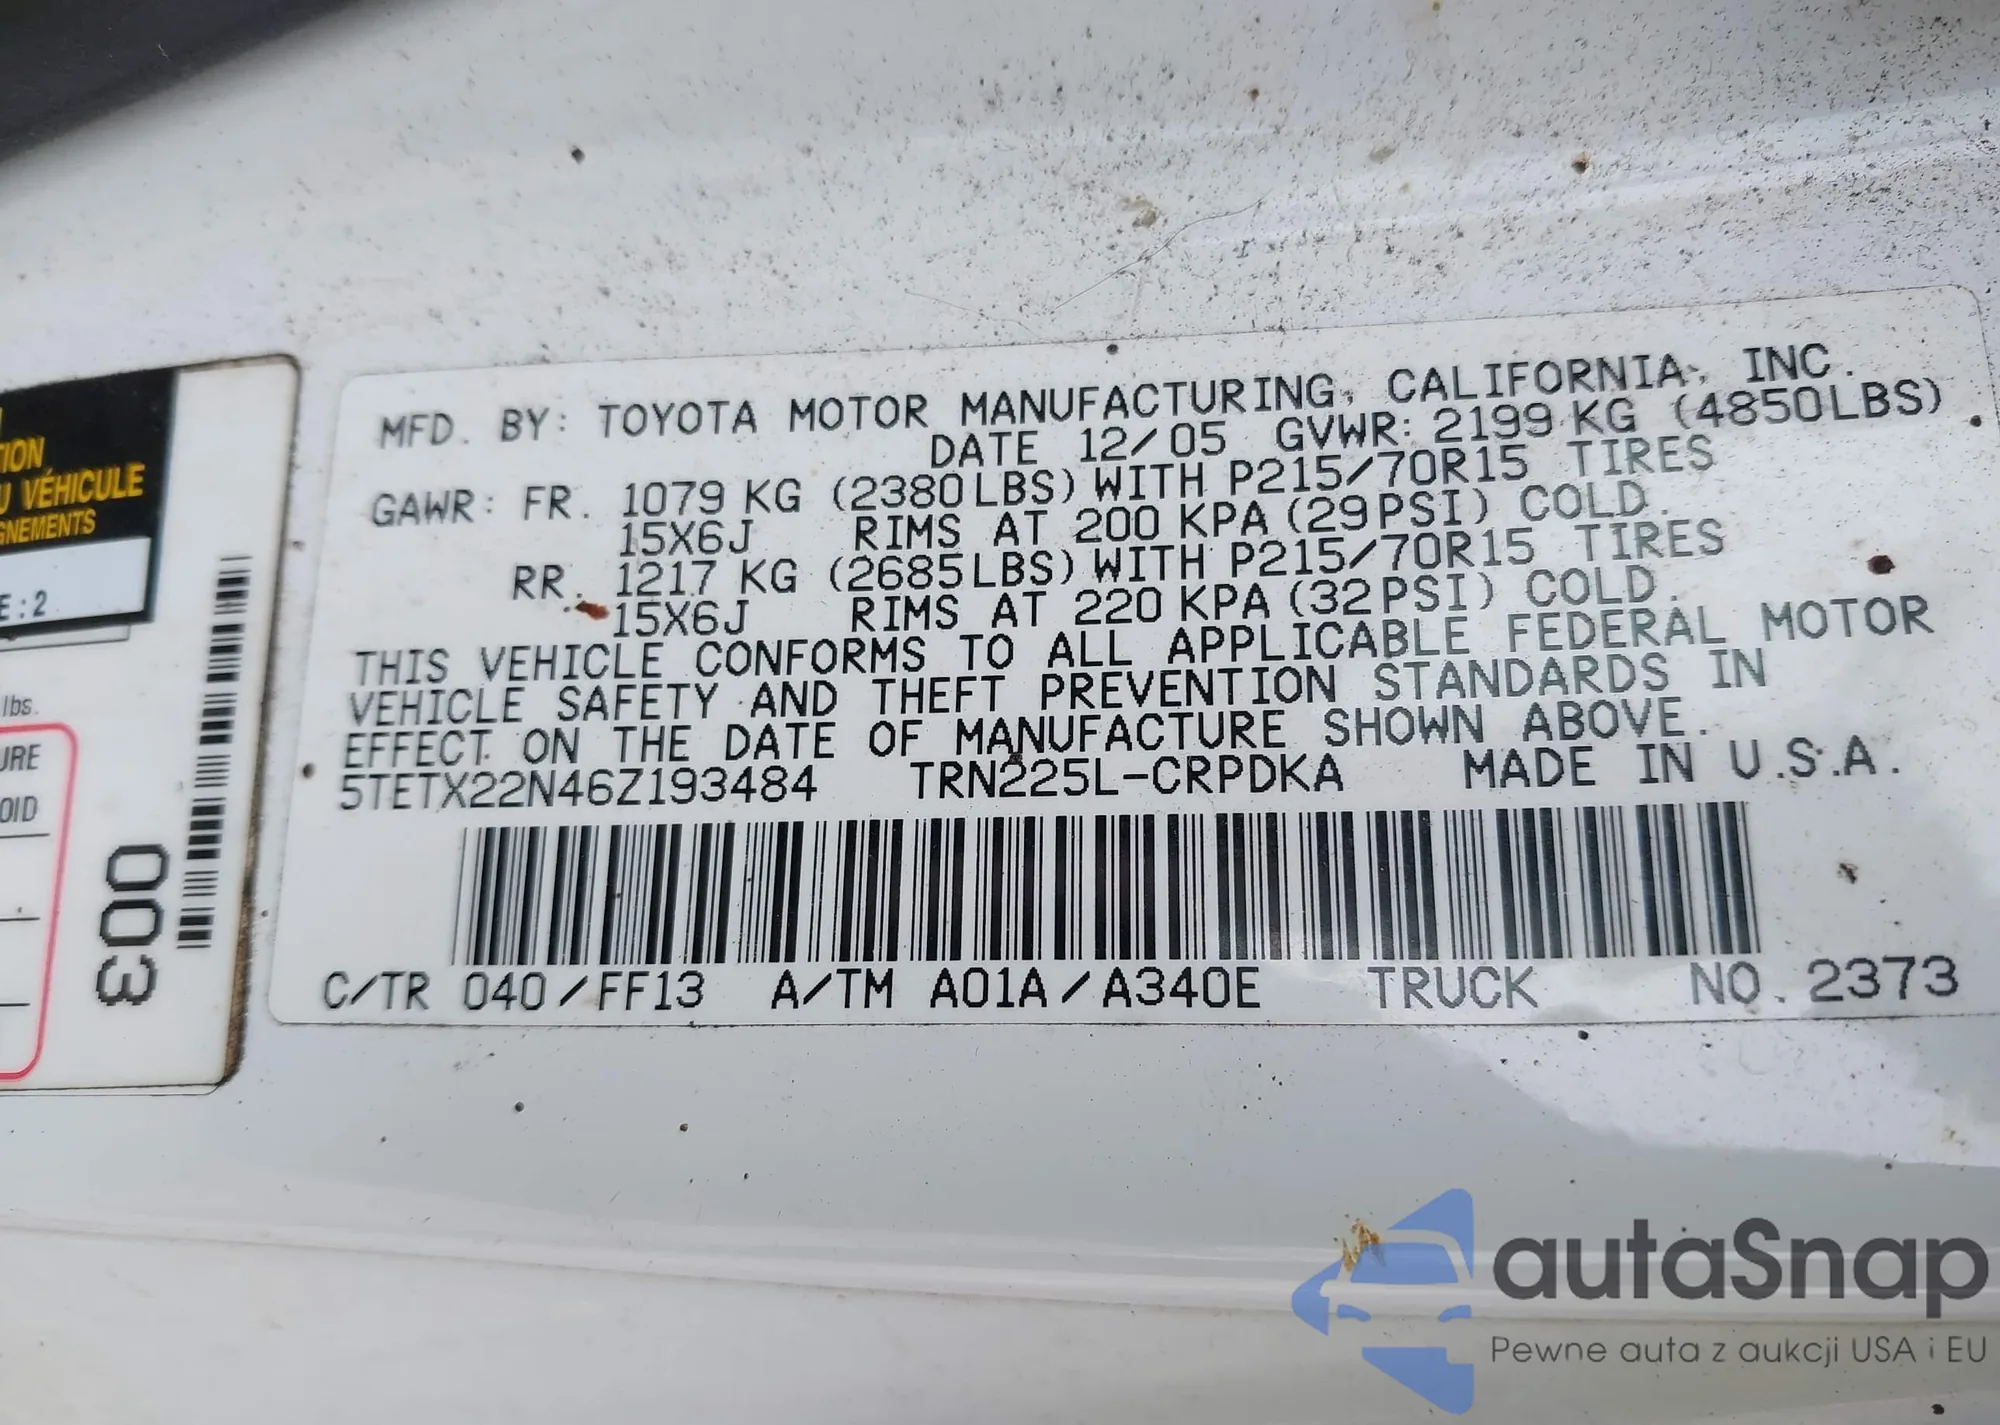 MFD. BY: TOYOTA MOTOR MANUFACTURING, CALIFORNIA, INC.
DATE 12/05 GVWR: 2199 KG (4850LBS)
GAWR: FR. 1079 KG (2380LBS) WITH P215/70R15 TIRES
15X6J RIMS AT 200 KPA (29PSI) COLD.
RR. 1217 KG (2685LBS) WITH P215/70R15 TIRES
15X6J RIMS AT 220 KPA (32PSI) COLD.
THIS VEHICLE CONFORMS TO ALL APPLICABLE FEDERAL MOTOR
VEHICLE SAFETY AND THEFT PREVENTION STANDARDS IN
EFFECT ON THE DATE OF MANUFACTURE SHOWN ABOVE.
5TETX22N46Z193484 TRN225L-CRPDKA MADE IN U.S.A.
C/TR 040/FF13 A/TM A01A/A340E TRUCK NO. 2373
VÉHICULE
E:2
lbs.
300
autaSnap
Pewne auta z aukcji USA i EU